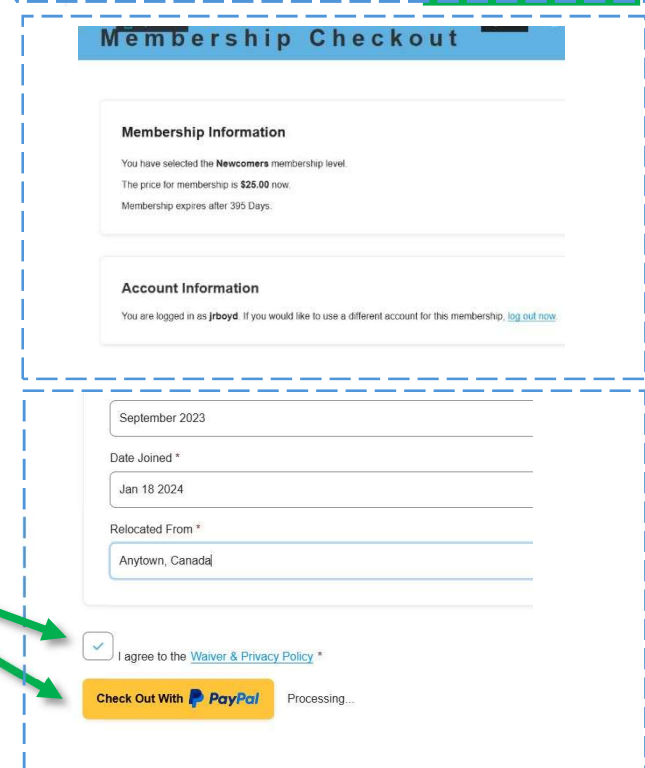 Membership Checkout
Membership Information
You have selected the Newcomers membership level.
The price for membership is $25.00 now.
Membership expires after 395 Days.
Account Information
You are logged in as jrboyd. If you would like to use a different account for this membership, log out now.
September 2023
Date Joined *
Jan 18 2024
Relocated From *
Anytown, Canada
I agree to the Waiver & Privacy Policy *
Check Out With PayPal Processing...